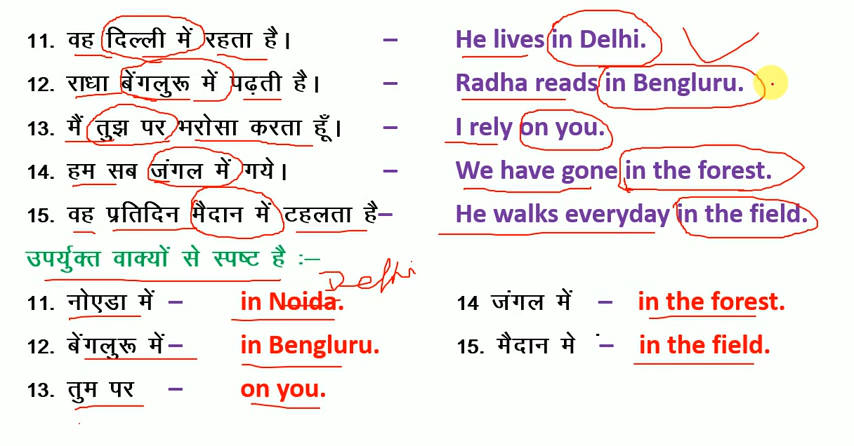 11. वह दिल्ली में रहता है। – He lives in Delhi.
12. राधा बेंगलुरू में पढ़ती है। – Radha reads in Bengluru.
13. मैं तुझ पर भरोसा करता हूँ। – I rely on you.
14. हम सब जंगल में गये। – We have gone in the forest.
15. वह प्रतिदिन मैदान में टहलता है– He walks everyday in the field.
उपर्युक्त वाक्यों से स्पष्ट है :–
Delhi
11. नोएडा में – in Noida. 14 जंगल में – in the forest.
12. बेंगलुरू में– in Bengluru. 15. मैदान मे – in the field.
13. तुम पर – on you.